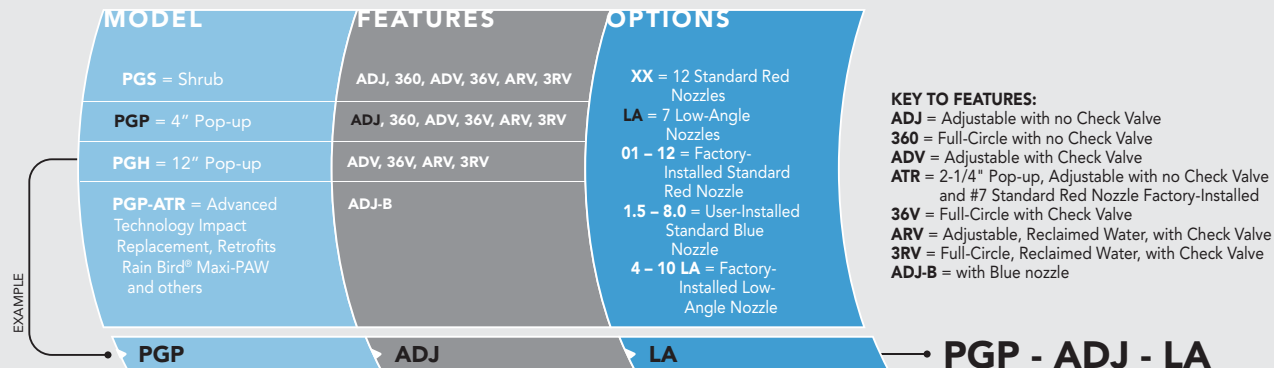 MODEL
FEATURES
OPTIONS
PGS = Shrub
ADJ, 360, ADV, 36V, ARV, 3RV
PGP = 4” Pop-up
ADJ, 360, ADV, 36V, ARV, 3RV
PGH = 12” Pop-up
ADV, 36V, ARV, 3RV
PGP-ATR = Advanced
Technology Impact
Replacement, Retrofits
Rain Bird® Maxi-PAW
and others
ADJ-B
XX = 12 Standard Red
Nozzles
LA = 7 Low-Angle
Nozzles
01 – 12 = Factory-
Installed Standard
Red Nozzle
1.5 – 8.0 = User-Installed
Standard Blue
Nozzle
4 – 10 LA = Factory-
Installed Low-
Angle Nozzle
KEY TO FEATURES:
ADJ = Adjustable with no Check Valve
360 = Full-Circle with no Check Valve
ADV = Adjustable with Check Valve
ATR = 2-1/4" Pop-up, Adjustable with no Check Valve
and #7 Standard Red Nozzle Factory-Installed
36V = Full-Circle with Check Valve
ARV = Adjustable, Reclaimed Water, with Check Valve
3RV = Full-Circle, Reclaimed Water, with Check Valve
ADJ-B = with Blue nozzle
EXAMPLE
PGP
ADJ
LA
PGP - ADJ - LA